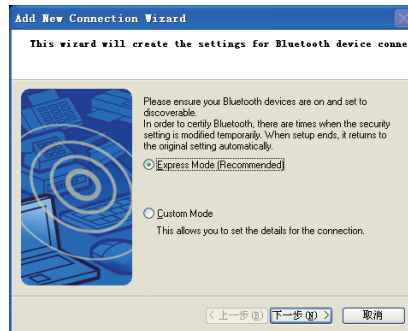 Add New Connection Wizard
This wizard will create the settings for Bluetooth device conne
Please ensure your Bluetooth devices are on and set to
discoverable.
In order to certify Bluetooth, there are times when the security
setting is modified temporarily. When setup ends, it returns to
the original setting automatically.
Express Mode (Recommended)
Custom Mode
This allows you to set the details for the connection.
< 上一步(B) 下一步(N) > 取消